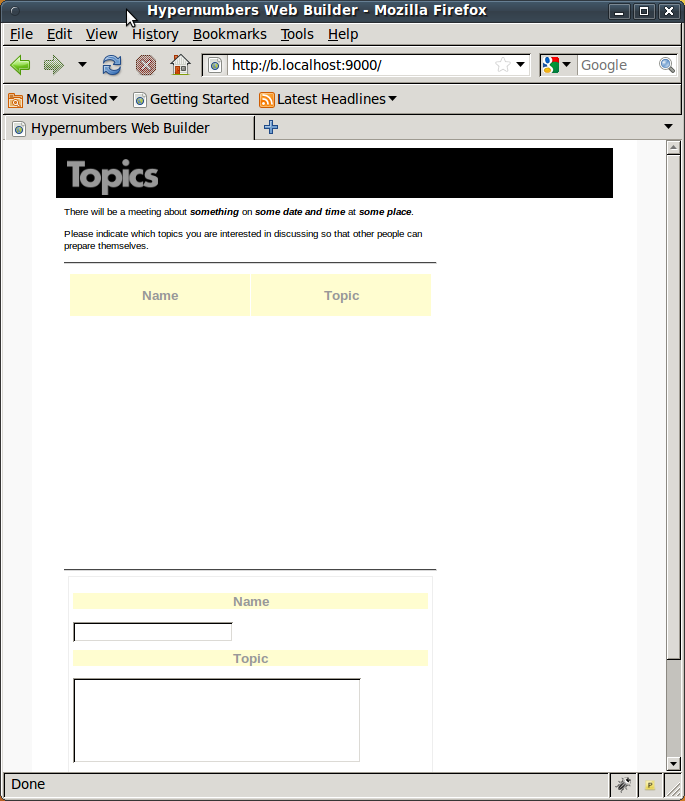 Hypernumbers Web Builder - Mozilla Firefox
File Edit View History Bookmarks Tools Help
http://b.localhost:9000/ Google
Most Visited Getting Started Latest Headlines
Hypernumbers Web Builder
Topics
There will be a meeting about something on some date and time at some place.
Please indicate which topics you are interested in discussing so that other people can
prepare themselves.
Name Topic
Name
Topic
Done P